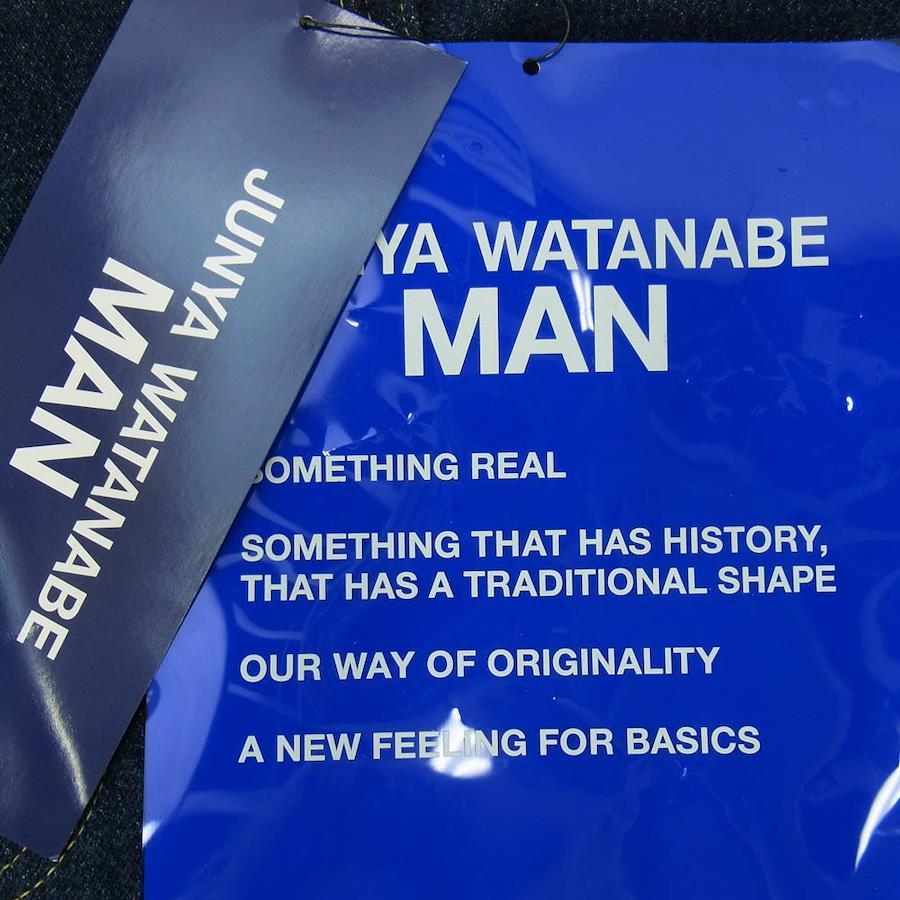 JUNYA WATANABE
MAN
YA WATANABE
MAN
SOMETHING REAL
SOMETHING THAT HAS HISTORY,
THAT HAS A TRADITIONAL SHAPE
OUR WAY OF ORIGINALITY
A NEW FEELING FOR BASICS